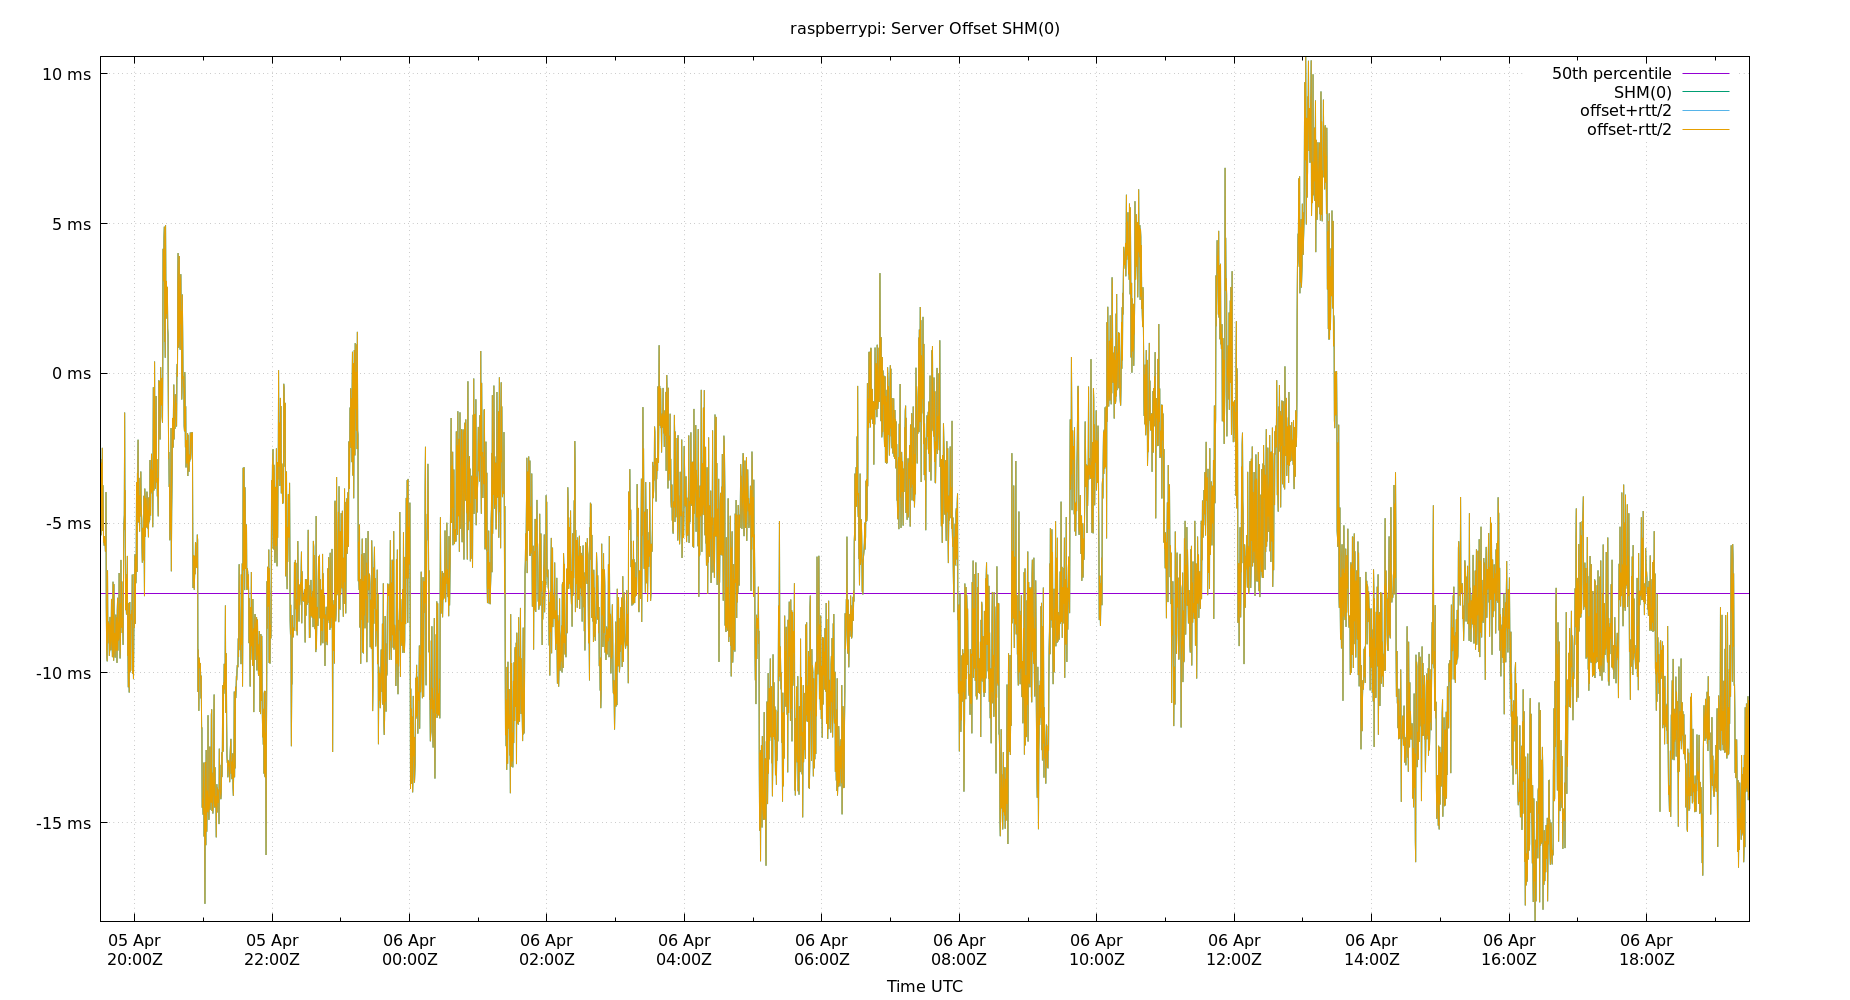 raspberrypi: Server Offset SHM(0)
10 ms
5 ms
0 ms
-5 ms
-10 ms
-15 ms
50th percentile
SHM(0)
offset+rtt/2
offset-rtt/2
05 Apr 05 Apr 06 Apr 06 Apr 06 Apr 06 Apr 06 Apr 06 Apr 06 Apr 06 Apr 06 Apr 06 Apr
20:00Z 22:00Z 00:00Z 02:00Z 04:00Z 06:00Z 08:00Z 10:00Z 12:00Z 14:00Z 16:00Z 18:00Z
Time UTC